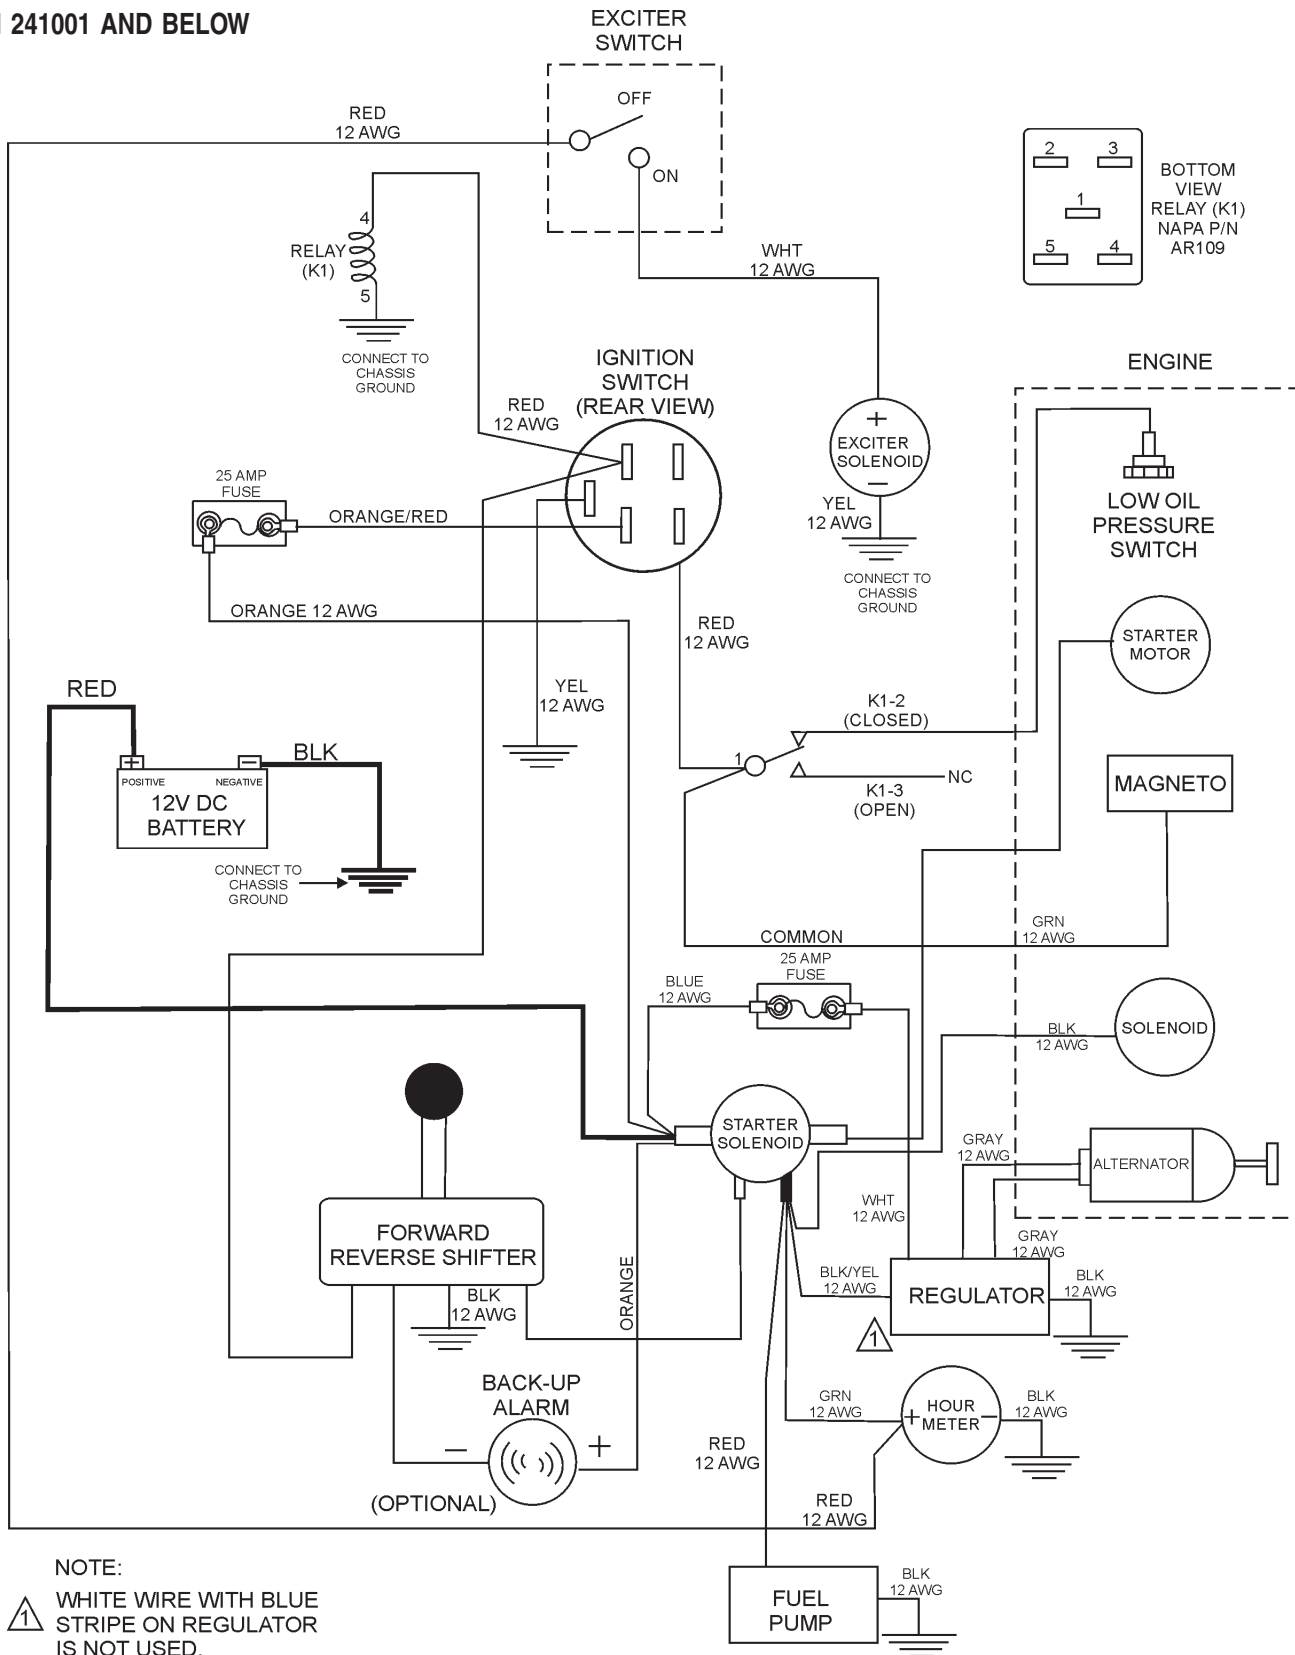 241001 AND BELOW
EXCITER
SWITCH
OFF
ON
RED
12 AWG
4
RELAY
(K1)
5
CONNECT TO
CHASSIS
GROUND
WHT
12 AWG
2
3
1
5
4
BOTTOM
VIEW
RELAY (K1)
NAPA P/N
AR109
IGNITION
SWITCH
(REAR VIEW)
RED
12 AWG
25 AMP
FUSE
ORANGE/RED
ORANGE 12 AWG
+
EXCITER
SOLENOID
−
YEL
12 AWG
CONNECT TO
CHASSIS
GROUND
ENGINE
LOW OIL
PRESSURE
SWITCH
STARTER
MOTOR
RED
12 AWG
YEL
12 AWG
RED
+
−
BLK
POSITIVE
NEGATIVE
12V DC
BATTERY
CONNECT TO
CHASSIS
GROUND
K1-2
(CLOSED)
1
NC
K1-3
(OPEN)
MAGNETO
GRN
12 AWG
COMMON
25 AMP
FUSE
BLUE
12 AWG
BLK
12 AWG
SOLENOID
STARTER
SOLENOID
GRAY
12 AWG
ALTERNATOR
WHT
12 AWG
GRAY
12 AWG
FORWARD
REVERSE SHIFTER
BLK
12 AWG
ORANGE
BLK/YEL
12 AWG
REGULATOR
BLK
12 AWG
1
BACK-UP
ALARM
−
+
(OPTIONAL)
GRN
12 AWG
+
HOUR
METER
−
BLK
12 AWG
RED
12 AWG
RED
12 AWG
FUEL
PUMP
BLK
12 AWG
NOTE:
1
WHITE WIRE WITH BLUE
STRIPE ON REGULATOR
IS NOT USED.